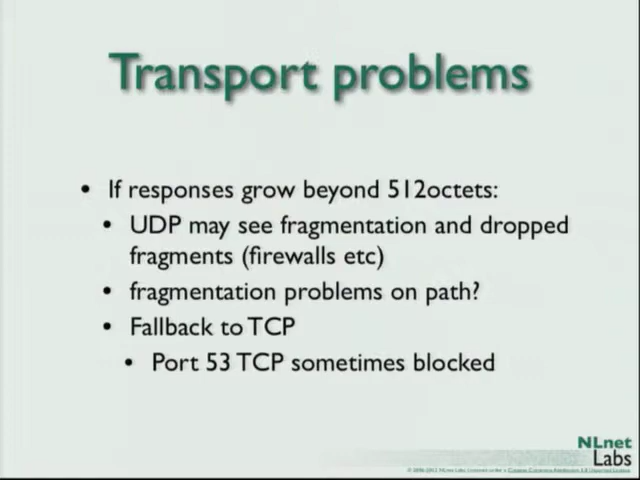 Transport problems
• If responses grow beyond 512octets:
• UDP may see fragmentation and dropped
fragments (firewalls etc)
• fragmentation problems on path?
• Fallback to TCP
• Port 53 TCP sometimes blocked
NLnet
Labs